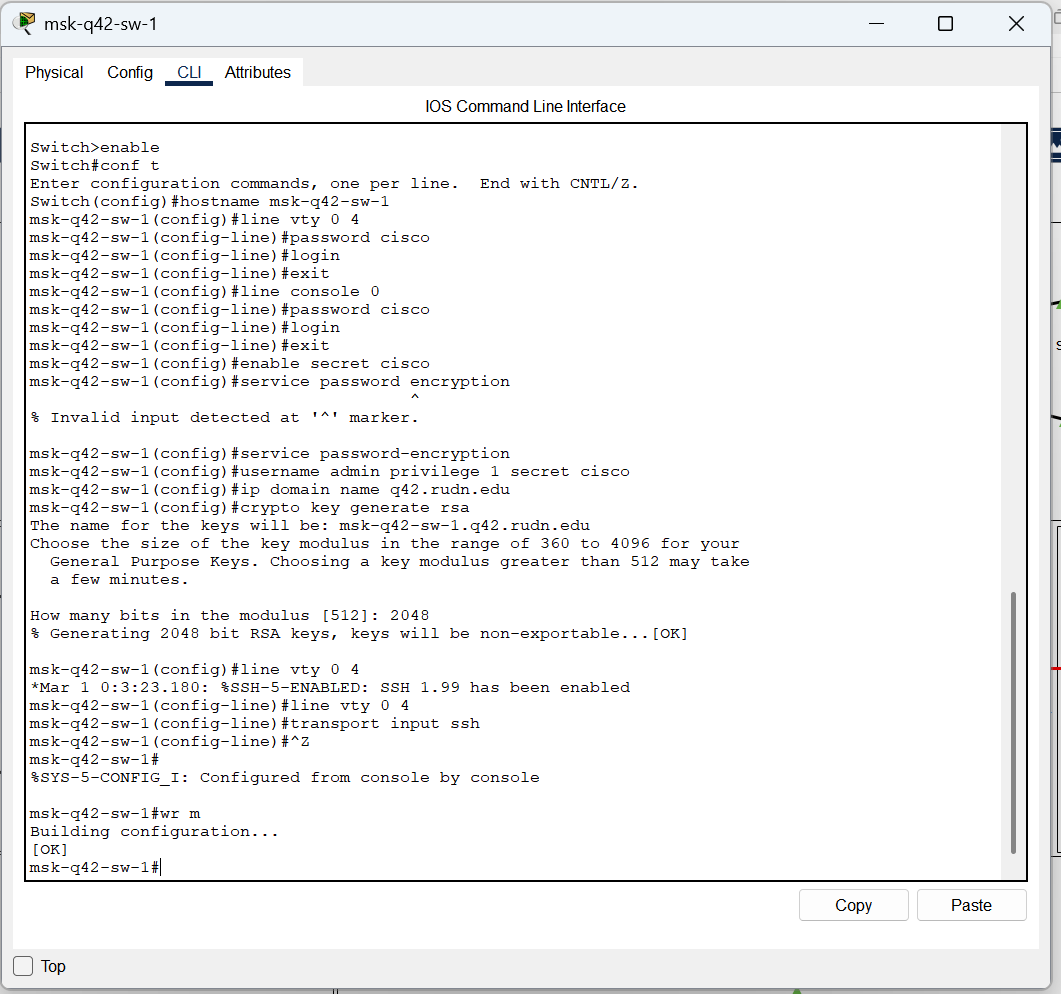 msk-q42-sw-1
Physical Config CLI Attributes
IOS Command Line Interface
Switch>enable
Switch#conf t
Enter configuration commands, one per line.  End with CNTL/Z.
Switch(config)#hostname msk-q42-sw-1
msk-q42-sw-1(config)#line vty 0 4
msk-q42-sw-1(config-line)#password cisco
msk-q42-sw-1(config-line)#login
msk-q42-sw-1(config-line)#exit
msk-q42-sw-1(config)#line console 0
msk-q42-sw-1(config-line)#password cisco
msk-q42-sw-1(config-line)#login
msk-q42-sw-1(config-line)#exit
msk-q42-sw-1(config)#enable secret cisco
msk-q42-sw-1(config)#service password encryption
^
% Invalid input detected at '^' marker.
msk-q42-sw-1(config)#service password-encryption
msk-q42-sw-1(config)#username admin privilege 1 secret cisco
msk-q42-sw-1(config)#ip domain name q42.rudn.edu
msk-q42-sw-1(config)#crypto key generate rsa
The name for the keys will be: msk-q42-sw-1.q42.rudn.edu
Choose the size of the key modulus in the range of 360 to 4096 for your
General Purpose Keys. Choosing a key modulus greater than 512 may take
a few minutes.
How many bits in the modulus [512]: 2048
% Generating 2048 bit RSA keys, keys will be non-exportable...[OK]
msk-q42-sw-1(config)#line vty 0 4
*Mar 1 0:3:23.180: %SSH-5-ENABLED: SSH 1.99 has been enabled
msk-q42-sw-1(config-line)#line vty 0 4
msk-q42-sw-1(config-line)#transport input ssh
msk-q42-sw-1(config-line)#^Z
msk-q42-sw-1#
%SYS-5-CONFIG_I: Configured from console by console
msk-q42-sw-1#wr m
Building configuration...
[OK]
msk-q42-sw-1#
Copy Paste
Top